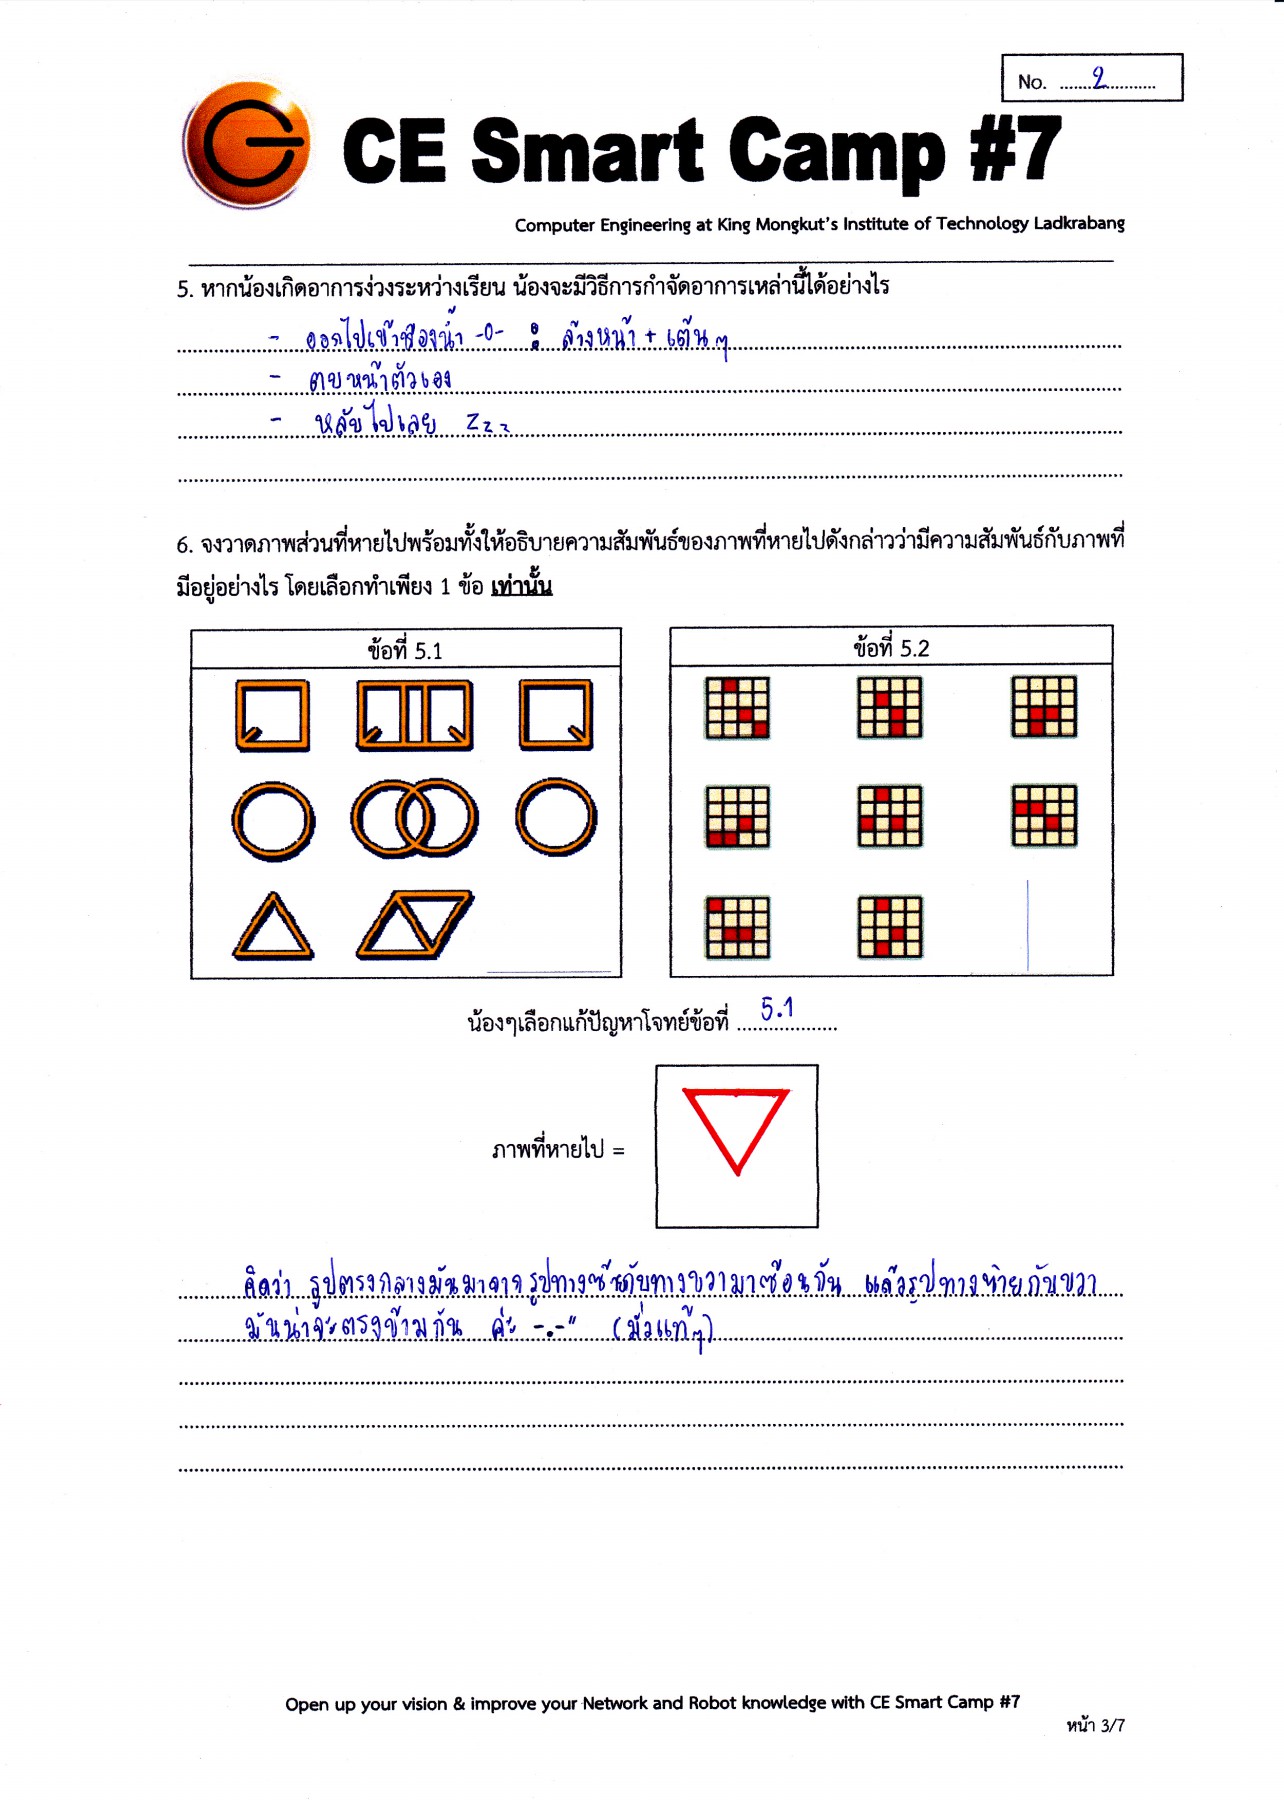 No. ........2...........
CE Smart Camp #7
Computer Engineering at King Mongkut's Institute of Technology Ladkrabang
5. หากน้องเกิดอาการง่วงระหว่างเรียน น้องจะมีวิธีการกำจัดอาการเหล่านี้ได้อย่างไร
- ออกไปเข้าห้องน้ำ -0- : ล้างหน้า + เต้น ๆ
- ตบหน้าตัวเอง
- หลับไปเลย Zzz
6. จงวาดภาพส่วนที่หายไปพร้อมทั้งให้อธิบายความสัมพันธ์ของภาพที่หายไปดังกล่าวว่ามีความสัมพันธ์กับภาพที่
มีอยู่อย่างไร โดยเลือกทำเพียง 1 ข้อ เท่านั้น
ข้อที่ 5.1
ข้อที่ 5.2
น้องๆเลือกแก้ปัญหาโจทย์ข้อที่ 5.1
ภาพที่หายไป =
คิดว่า รูปตรงกลางมันมาจากรูปทางซ้ายกับทางขวามาซ้อนกัน แล้วรูปทางซ้ายกับขวา
มันน่าจะตรงข้ามกัน ค่ะ -.-" (มั่วแท้ๆ)
Open up your vision & improve your Network and Robot knowledge with CE Smart Camp #7
หน้า 3/7